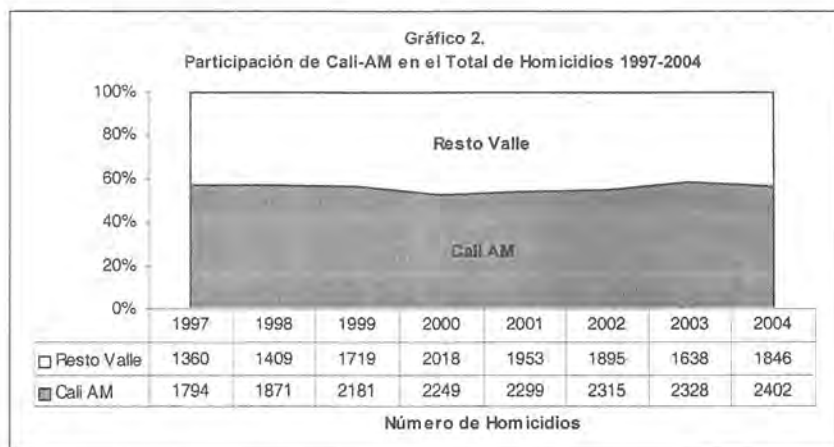 Gráfico 2.
Participación de Cali-AM en el Total de Homicidios 1997-2004
100%
80%
60%
40%
20%
0%
Resto Valle
Cali AM
1997 1998 1999 2000 2001 2002 2003 2004
Resto Valle 1360 1409 1719 2018 1953 1895 1638 1846
Cali AM 1794 1871 2181 2249 2299 2315 2328 2402
Número de Homicidios